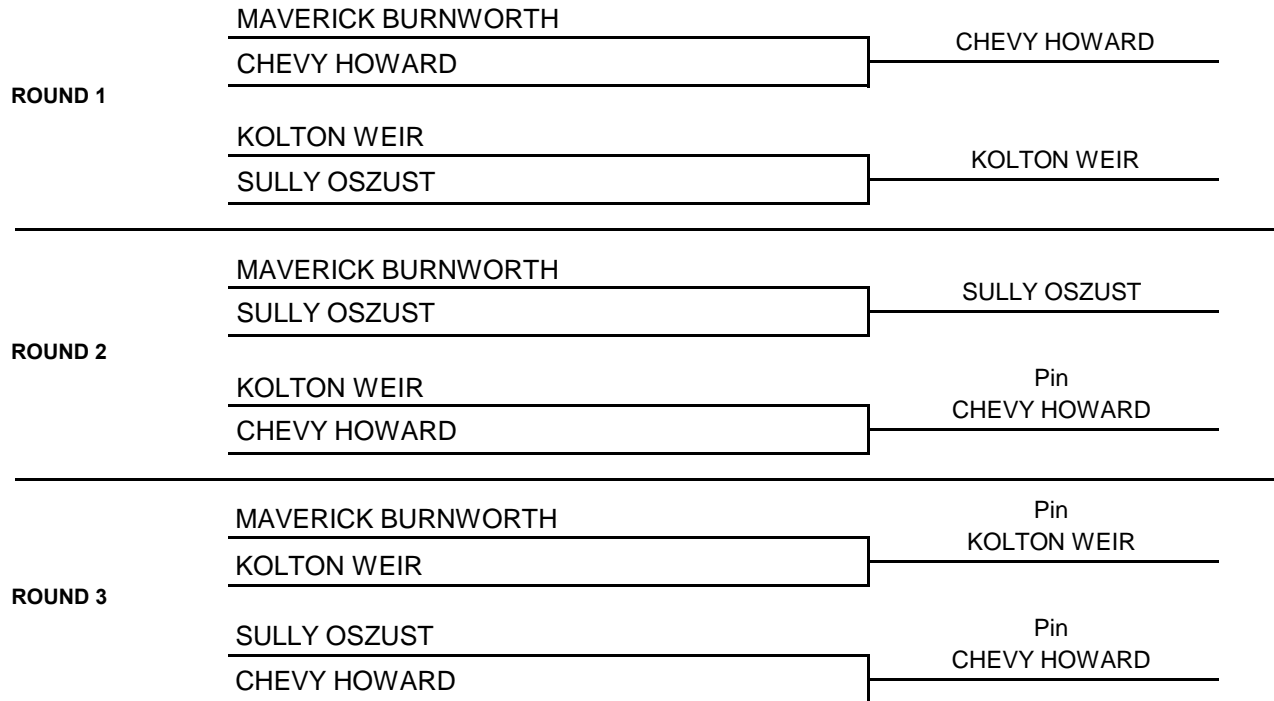 MAVERICK BURNWORTH
CHEVY HOWARD
CHEVY HOWARD
ROUND 1
KOLTON WEIR
KOLTON WEIR
SULLY OSZUST
MAVERICK BURNWORTH
SULLY OSZUST
SULLY OSZUST
ROUND 2
Pin
KOLTON WEIR
CHEVY HOWARD
CHEVY HOWARD
Pin
MAVERICK BURNWORTH
KOLTON WEIR
KOLTON WEIR
ROUND 3
Pin
SULLY OSZUST
CHEVY HOWARD
CHEVY HOWARD